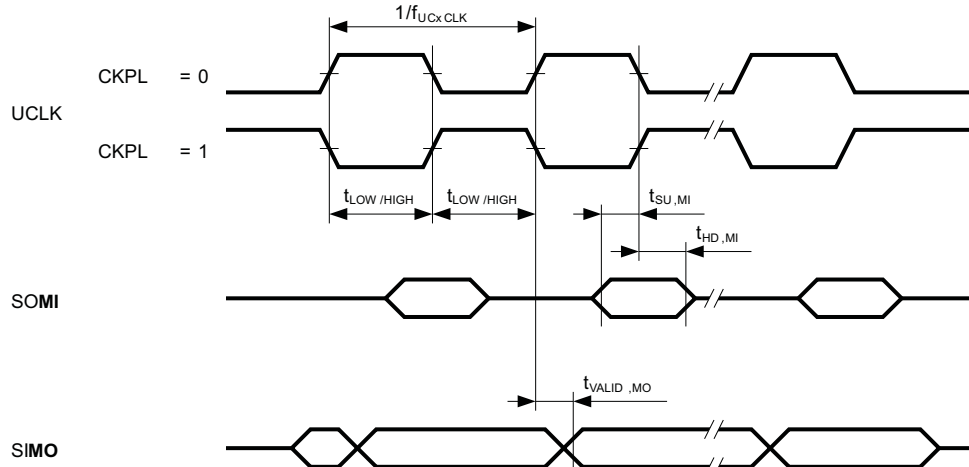 1/fUCxCLK
CKPL = 0
UCLK
CKPL = 1
tLOW/HIGH tLOW/HIGH tSU,MI
tHD,MI
SOMI
tVALID,MO
SIMO